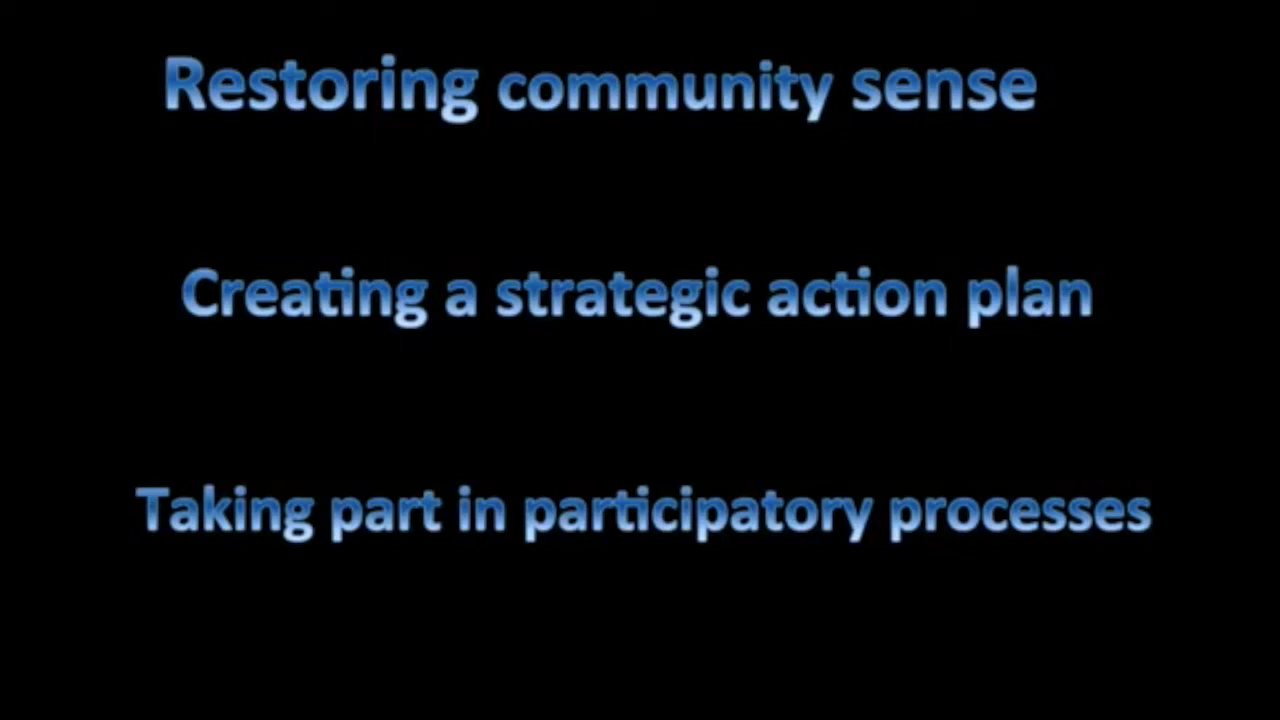 Restoring community sense
Creating a strategic action plan
Taking part in participatory processes